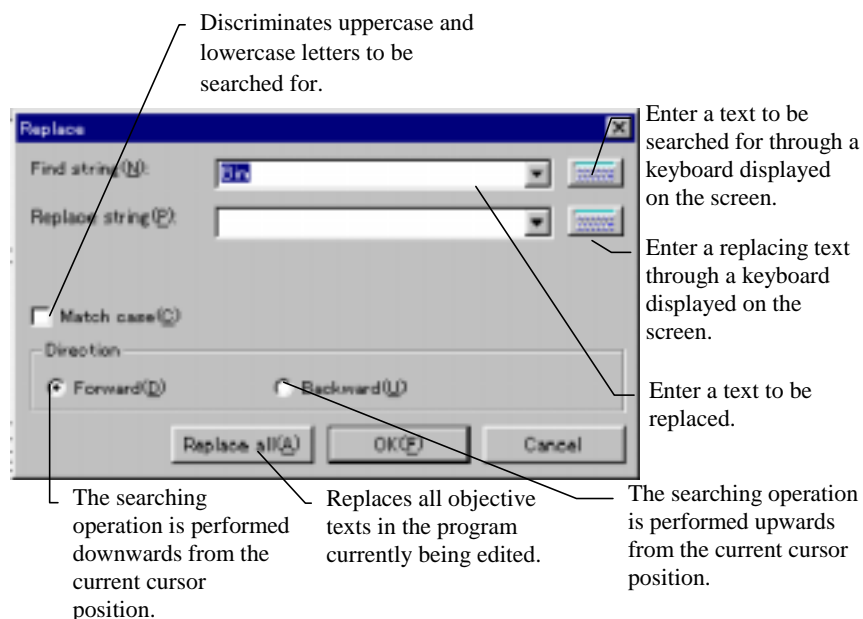 Discriminates uppercase and
lowercase letters to be
searched for.
Replace
Find string(N):
Replace string(P):
Match case(C)
Direction
Forward(D)
Backward(U)
Replace all(A)
OK(F)
Cancel
Enter a text to be
searched for through a
keyboard displayed
on the screen.
Enter a replacing text
through a keyboard
displayed on the
screen.
Enter a text to be
replaced.
The searching
operation is performed
downwards from the
current cursor
position.
Replaces all objective
texts in the program
currently being edited.
The searching operation
is performed upwards
from the current cursor
position.